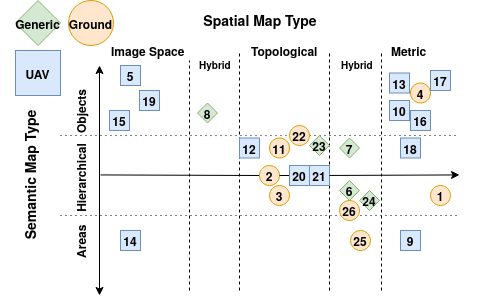 Spatial Map Type
Generic
Ground
UAV
Image Space
Topological
Metric
Hybrid
Hybrid
Semantic Map Type
Objects
Hierarchical
Areas
5
19
15
8
13
17
4
10
16
22
12
11
23
7
18
2
20
21
3
6
24
26
1
14
25
9